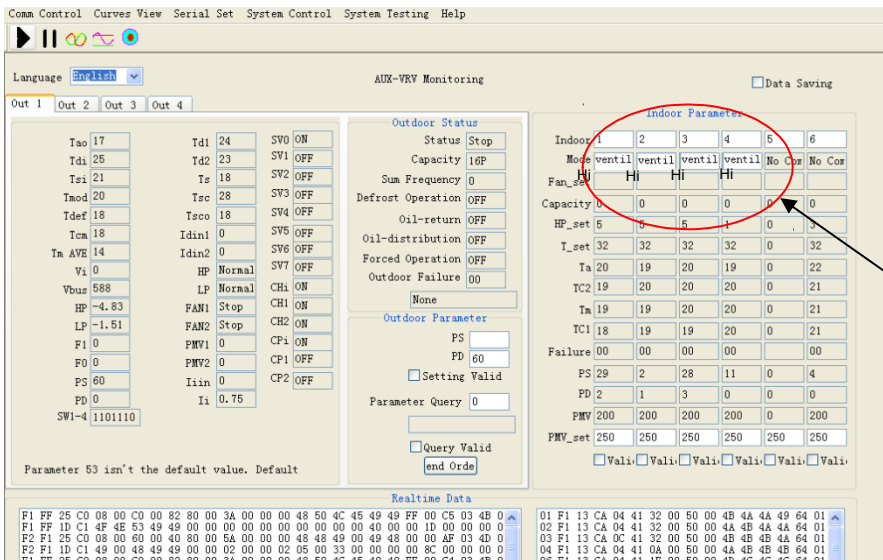 Comm Control Curves View Serial Set System Control System Testing Help
Language English AUX-VRV Monitoring Data Saving
Out 1 Out 2 Out 3 Out 4
Tao 17 Td1 24 SV0 ON
Tdi 25 Td2 23 SV1 OFF
Tsi 21 Ts 18 SV2 OFF
Tmod 20 Tsc 28 SV3 OFF
Tdef 18 Tsco 18 SV4 OFF
Tcm 18 Idin1 0 SV5 OFF
Tm AVE 14 Idin2 0 SV6 OFF
Vi 0 HP Normal SV7 OFF
Vbus 588 LP Normal CHi ON
HP -4.83 FAN1 Stop CH1 ON
LP -1.51 FAN2 Stop CH2 ON
F1 0 PMV1 0 CPi ON
F0 0 PMV2 0 CP1 OFF
PS 60 Iiin 0 CP2 OFF
PD 0 Ii 0.75
SW1-4 1101110
Parameter 53 isn't the default value. Default
Outdoor Status
Status Stop
Capacity 16P
Sum Frequency 0
Defrost Operation OFF
Oil-return OFF
Oil-distribution OFF
Forced Operation OFF
Outdoor Failure 00
None
Outdoor Parameter
PS
PD 60
Setting Valid
Parameter Query 0
Query Valid
end Orde
Indoor Parameter
Indoor 1 2 3 4 5 6
Mode ventil ventil ventil ventil No Com No Com
Hi Hi Hi Hi
Fan_se
Capacity 0 0 0 0 0 0
HP_set 5 5 5 1 0 3
T_set 32 32 32 32 0 32
Ta 20 19 20 19 0 22
TC2 19 20 20 20 0 21
Tm 19 19 20 20 0 21
TC1 18 19 19 20 0 21
Failure 00 00 00 00 00
PS 29 2 28 11 0 4
PD 2 1 3 0 0 0
PMV 200 200 200 200 0 200
PMV_set 250 250 250 250 250 250
Vali Vali Vali Vali Vali Vali
Realtime Data
F1 FF 25 C0 08 00 C0 00 82 80 00 3A 00 00 00 00 48 50 4C 45 49 49 FF 00 C5 03 4B 0
F1 FF 1D C1 4F 4E 53 49 49 00 00 00 00 00 00 00 00 00 40 00 00 1D 00 00 00 0
F2 F1 25 C0 08 00 60 00 40 80 00 5A 00 00 00 00 48 48 49 49 00 48 00 00 AF 03 4D 0
F2 F1 1D C1 49 00 48 49 49 00 00 02 00 00 02 05 00 33 00 00 00 00 8C 00 00 0
01 F1 13 CA 04 41 32 00 50 00 4B 4A 4A 49 64 01
02 F1 13 CA 04 41 32 00 50 00 4A 4B 4A 4A 64 01
03 F1 13 CA 0C 41 32 00 50 00 4B 4B 4A 4A 64 01
04 F1 13 CA 04 41 0A 00 50 00 4A 4B 4B 4B 64 01